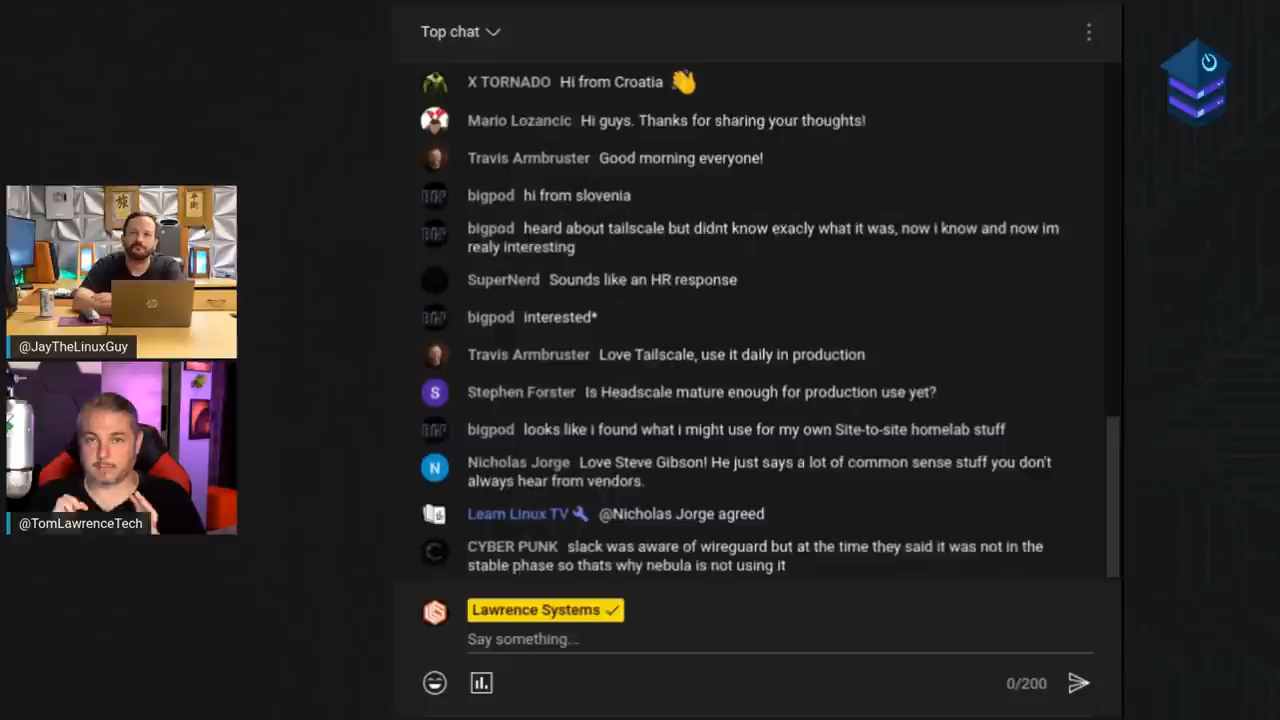 Top chat
X TORNADO Hi from Croatia
Mario Lozancic Hi guys. Thanks for sharing your thoughts!
Travis Armbruster Good morning everyone!
bigpod hi from slovenia
bigpod heard about tailscale but didnt know exacly what it was, now i know and now im
realy interesting
SuperNerd Sounds like an HR response
bigpod interested*
Travis Armbruster Love Tailscale, use it daily in production
S Stephen Forster Is Headscale mature enough for production use yet?
bigpod looks like i found what i might use for my own Site-to-site homelab stuff
N Nicholas Jorge Love Steve Gibson! He just says a lot of common sense stuff you don't
always hear from vendors.
Learn Linux TV @Nicholas Jorge agreed
C CYBER PUNK slack was aware of wireguard but at the time they said it was not in the
stable phase so thats why nebula is not using it
Lawrence Systems
Say something...
0/200
@JayTheLinuxGuy
@TomLawrenceTech